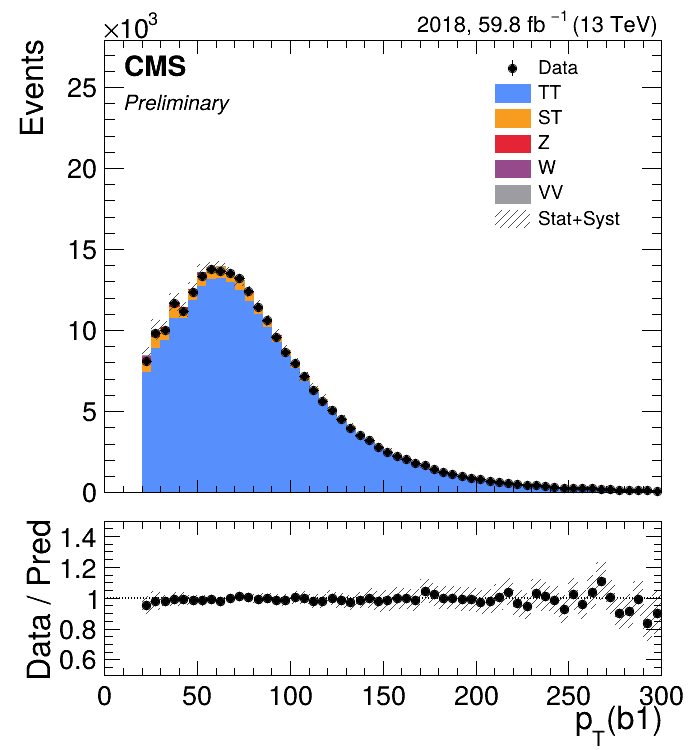 ×10³
2018, 59.8 fb⁻¹ (13 TeV)
CMS
Preliminary
Events
25
20
15
10
5
0
Data
TT
ST
Z
W
VV
Stat+Syst
Data / Pred
1.4
1.2
1
0.8
0.6
0 50 100 150 200 250 300
p_T(b1)